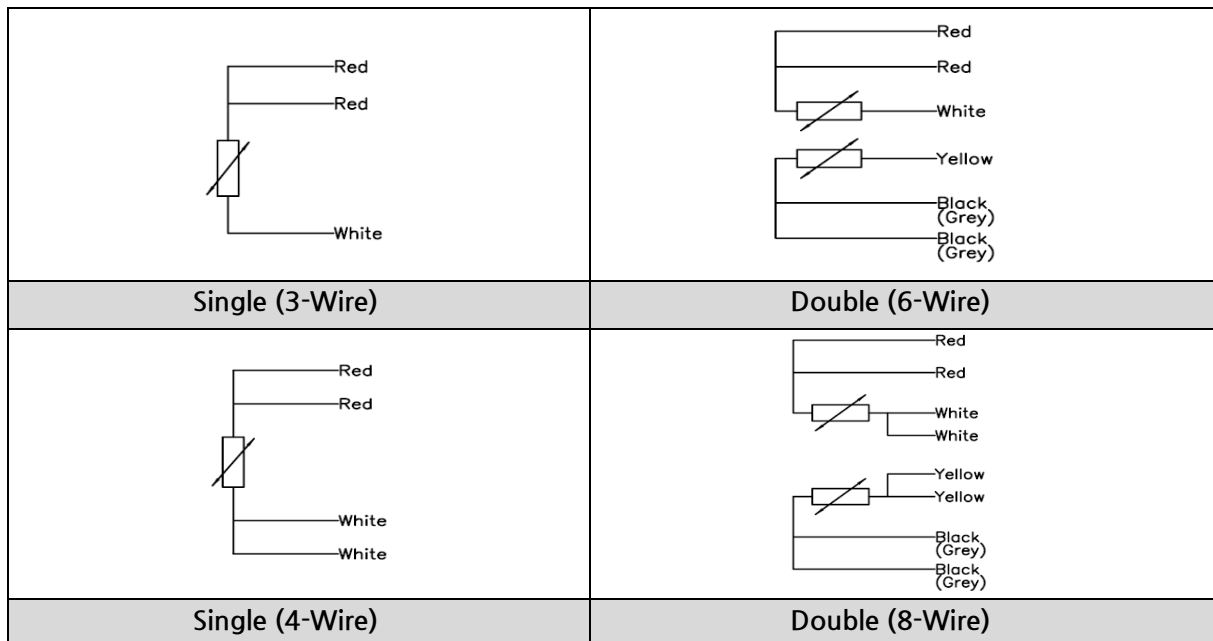 Red
Red
White
Single (3-Wire)
Red
Red
White
Yellow
Black
(Grey)
Black
(Grey)
Double (6-Wire)
Red
Red
White
White
Single (4-Wire)
Red
Red
White
White
Yellow
Yellow
Black
(Grey)
Black
(Grey)
Double (8-Wire)